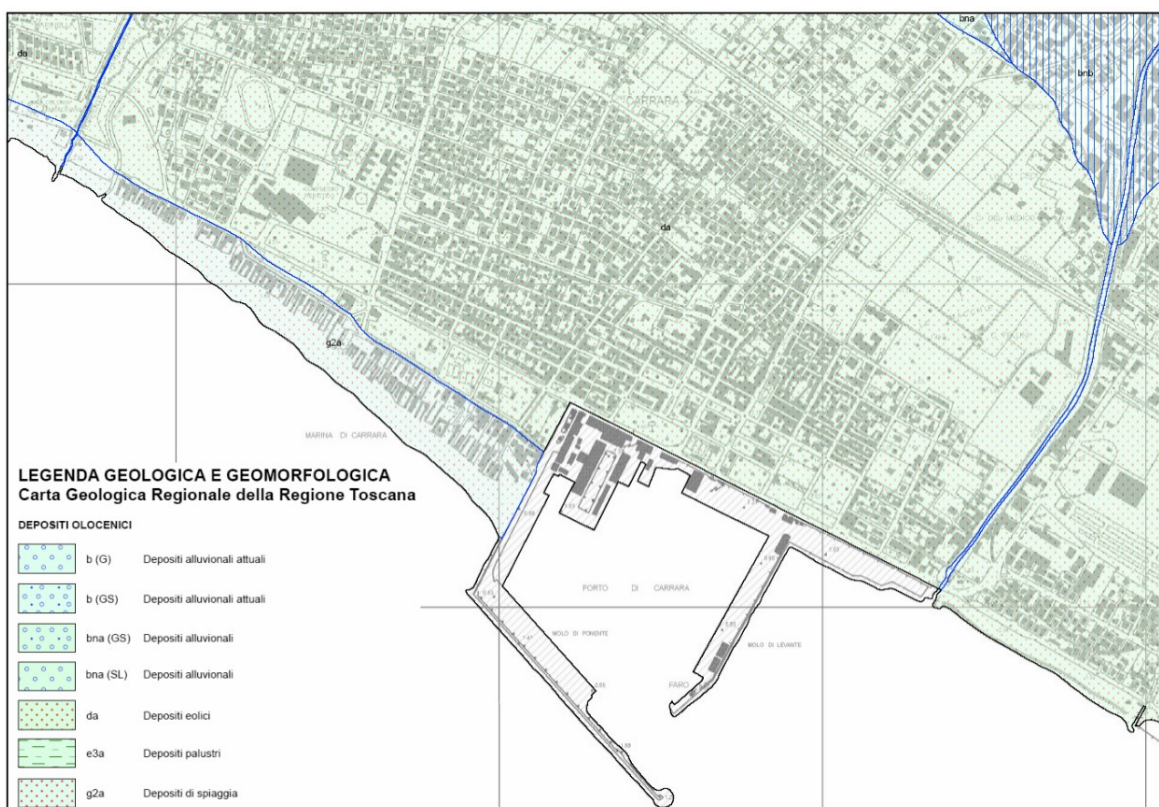 bna
da
bnb
CARRARA
da
g2a
MARINA DI CARRARA
LEGENDA GEOLOGICA E GEOMORFOLOGICA
Carta Geologica Regionale della Regione Toscana
DEPOSITI OLOCENICI
b (G) Depositi alluvionali attuali
b (GS) Depositi alluvionali attuali
bna (GS) Depositi alluvionali
bna (SL) Depositi alluvionali
da Depositi eolici
e3a Depositi palustri
g2a Depositi di spiaggia
PORTO DI CARRARA
MOLO DI PONENTE
MOLO DI LEVANTE
FARO